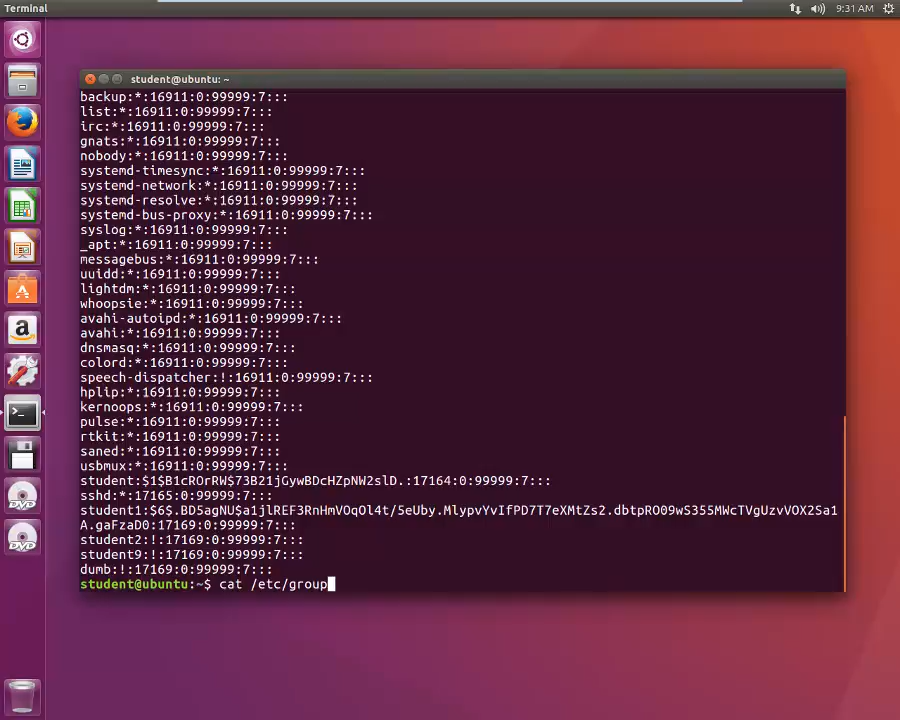 Terminal
9:31 AM
student@ubuntu: ~
backup:*:16911:0:99999:7:::
list:*:16911:0:99999:7:::
irc:*:16911:0:99999:7:::
gnats:*:16911:0:99999:7:::
nobody:*:16911:0:99999:7:::
systemd-timesync:*:16911:0:99999:7:::
systemd-network:*:16911:0:99999:7:::
systemd-resolve:*:16911:0:99999:7:::
systemd-bus-proxy:*:16911:0:99999:7:::
syslog:*:16911:0:99999:7:::
_apt:*:16911:0:99999:7:::
messagebus:*:16911:0:99999:7:::
uuidd:*:16911:0:99999:7:::
lightdm:*:16911:0:99999:7:::
whoopsie:*:16911:0:99999:7:::
avahi-autoipd:*:16911:0:99999:7:::
avahi:*:16911:0:99999:7:::
dnsmasq:*:16911:0:99999:7:::
colord:*:16911:0:99999:7:::
speech-dispatcher:!:16911:0:99999:7:::
hplip:*:16911:0:99999:7:::
kernoops:*:16911:0:99999:7:::
pulse:*:16911:0:99999:7:::
rtkit:*:16911:0:99999:7:::
saned:*:16911:0:99999:7:::
usbmux:*:16911:0:99999:7:::
student:$1$B1cROrRW$73B21jGywBDcHZpNW2slD.:17164:0:99999:7:::
sshd:*:17165:0:99999:7:::
student1:$6$.BD5agNU$a1jlREF3RnHmVOqOl4t/5eUby.MlypvYvIfPD7T7eXMtZs2.dbtpRO09wS355MWcTVgUzvVOX2Sa1
A.gaFzaD0:17169:0:99999:7:::
student2:!!:17169:0:99999:7:::
student9:!!:17169:0:99999:7:::
dumb:!!:17169:0:99999:7:::
student@ubuntu:~$ cat /etc/group
DVD
DVD